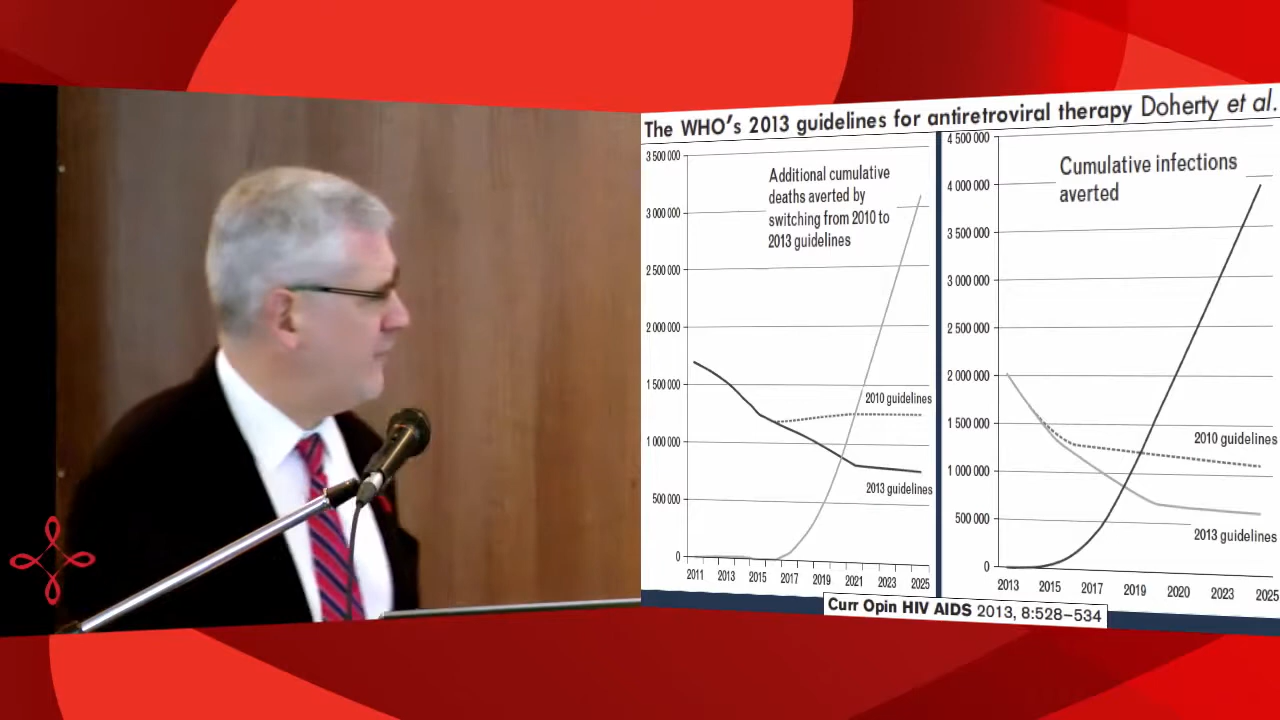 The WHO's 2013 guidelines for antiretroviral therapy Doherty et al.
3 500 000
3 000 000
2 500 000
2 000 000
1 500 000
1 000 000
500 000
0
Additional cumulative
deaths averted by
switching from 2010 to
2013 guidelines
2010 guidelines
2013 guidelines
2011 2013 2015 2017 2019 2021 2023 2025
4 500 000
4 000 000
3 500 000
3 000 000
2 500 000
2 000 000
1 500 000
1 000 000
500 000
0
Cumulative infections
averted
2010 guidelines
2013 guidelines
2013 2015 2017 2019 2020 2023 2025
Curr Opin HIV AIDS 2013, 8:528–534